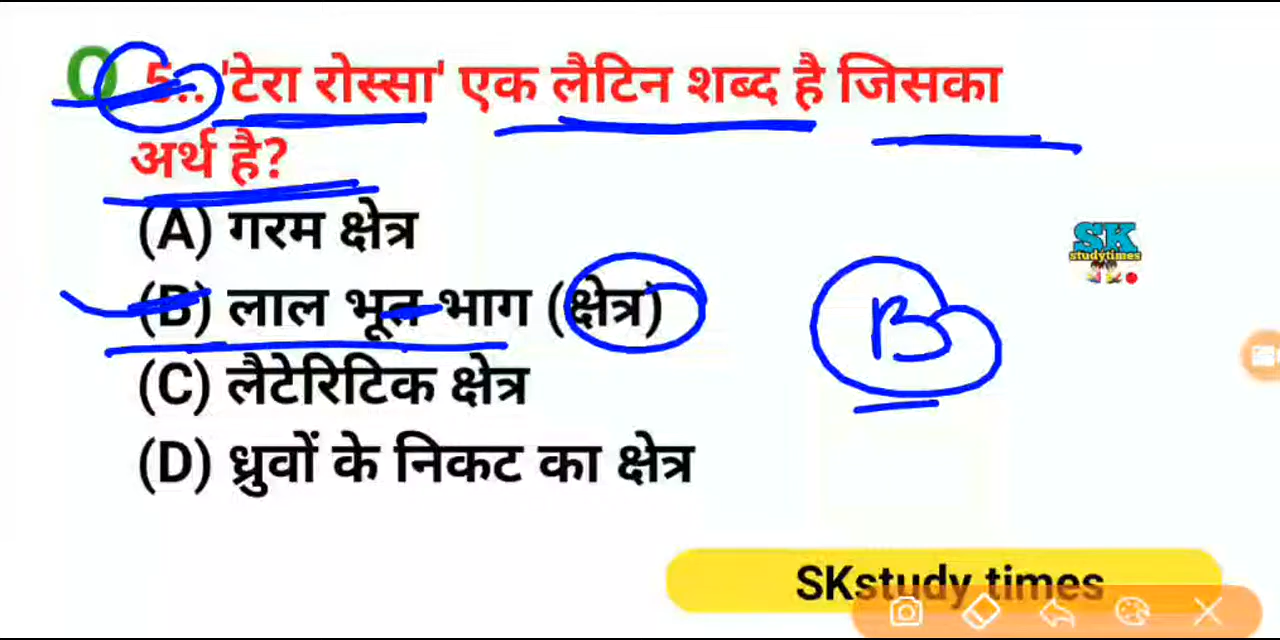 Q 5.. 'टेरा रोस्सा' एक लैटिन शब्द है जिसका
अर्थ है?
(A) गरम क्षेत्र
(B) लाल भूत भाग (क्षेत्र)
B
(C) लैटेरिटिक क्षेत्र
(D) ध्रुवों के निकट का क्षेत्र
SK
studytimes
SKstudy times